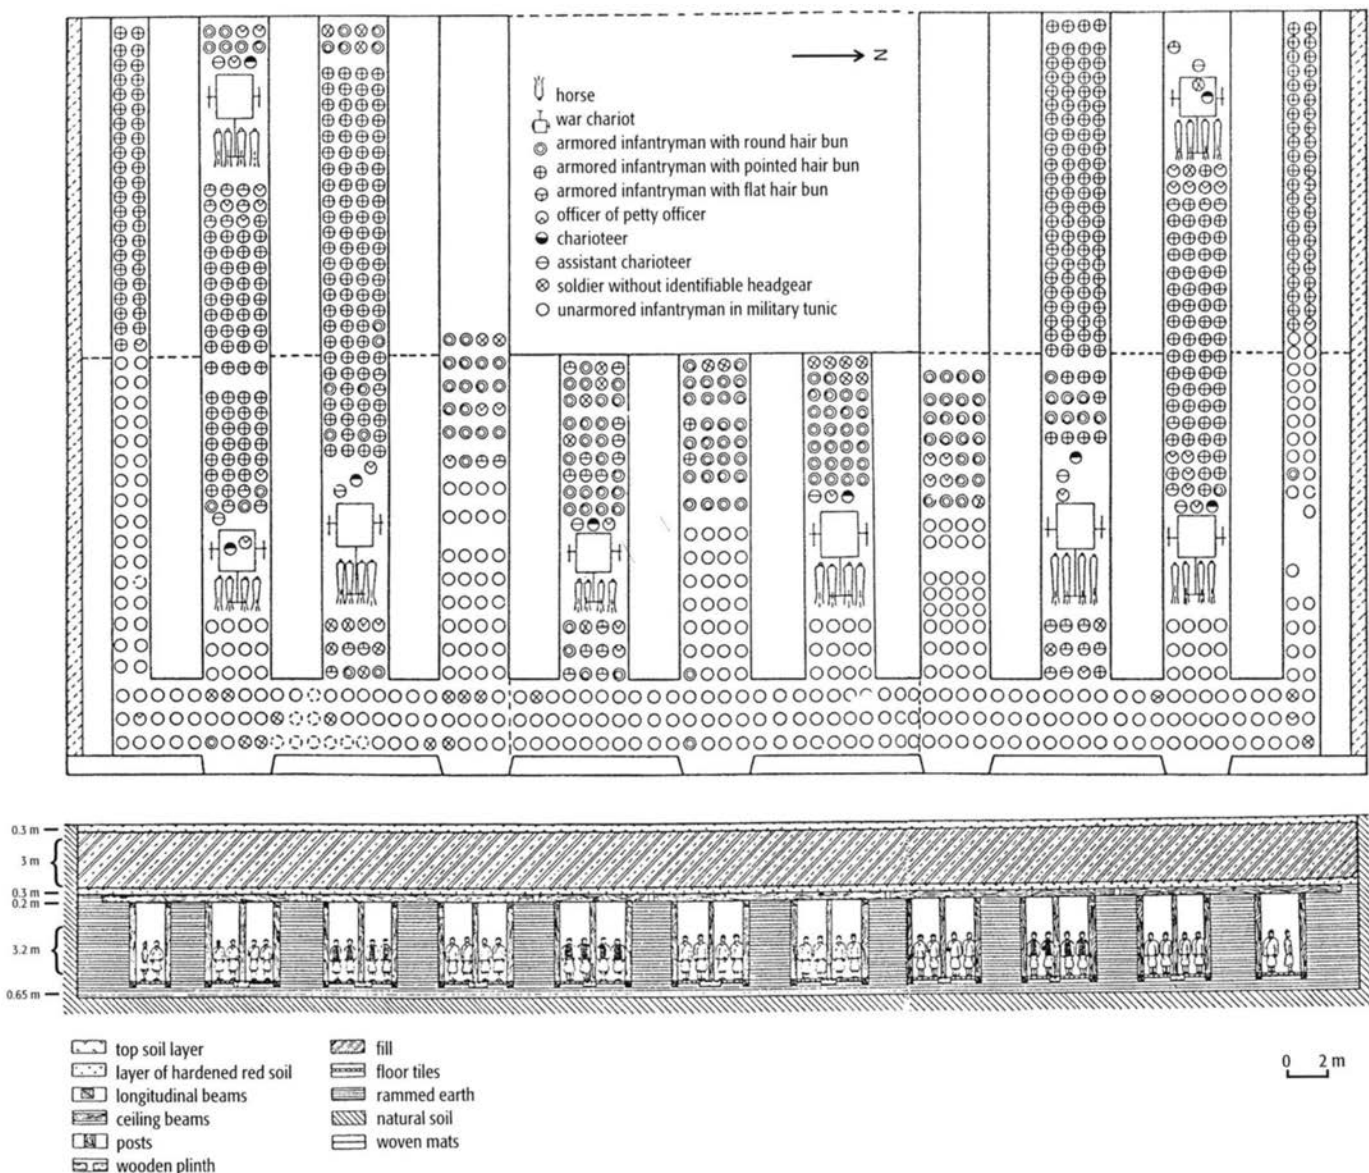 N
horse
war chariot
armored infantryman with round hair bun
armored infantryman with pointed hair bun
armored infantryman with flat hair bun
officer of petty officer
charioteer
assistant charioteer
soldier without identifiable headgear
unarmored infantryman in military tunic
0.3 m
3 m
0.3 m
0.2 m
3.2 m
0.65 m
top soil layer
layer of hardened red soil
longitudinal beams
ceiling beams
posts
wooden plinth
fill
floor tiles
rammed earth
natural soil
woven mats
0 2 m